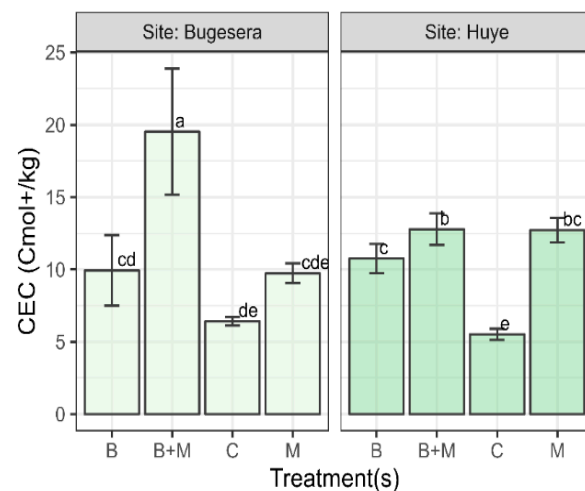 Site: Bugesera Site: Huye
CEC (Cmol+/kg)
25
20
15
10
5
0
cd
a
de
cde
c
b
e
bc
B B+M C M B B+M C M
Treatment(s)